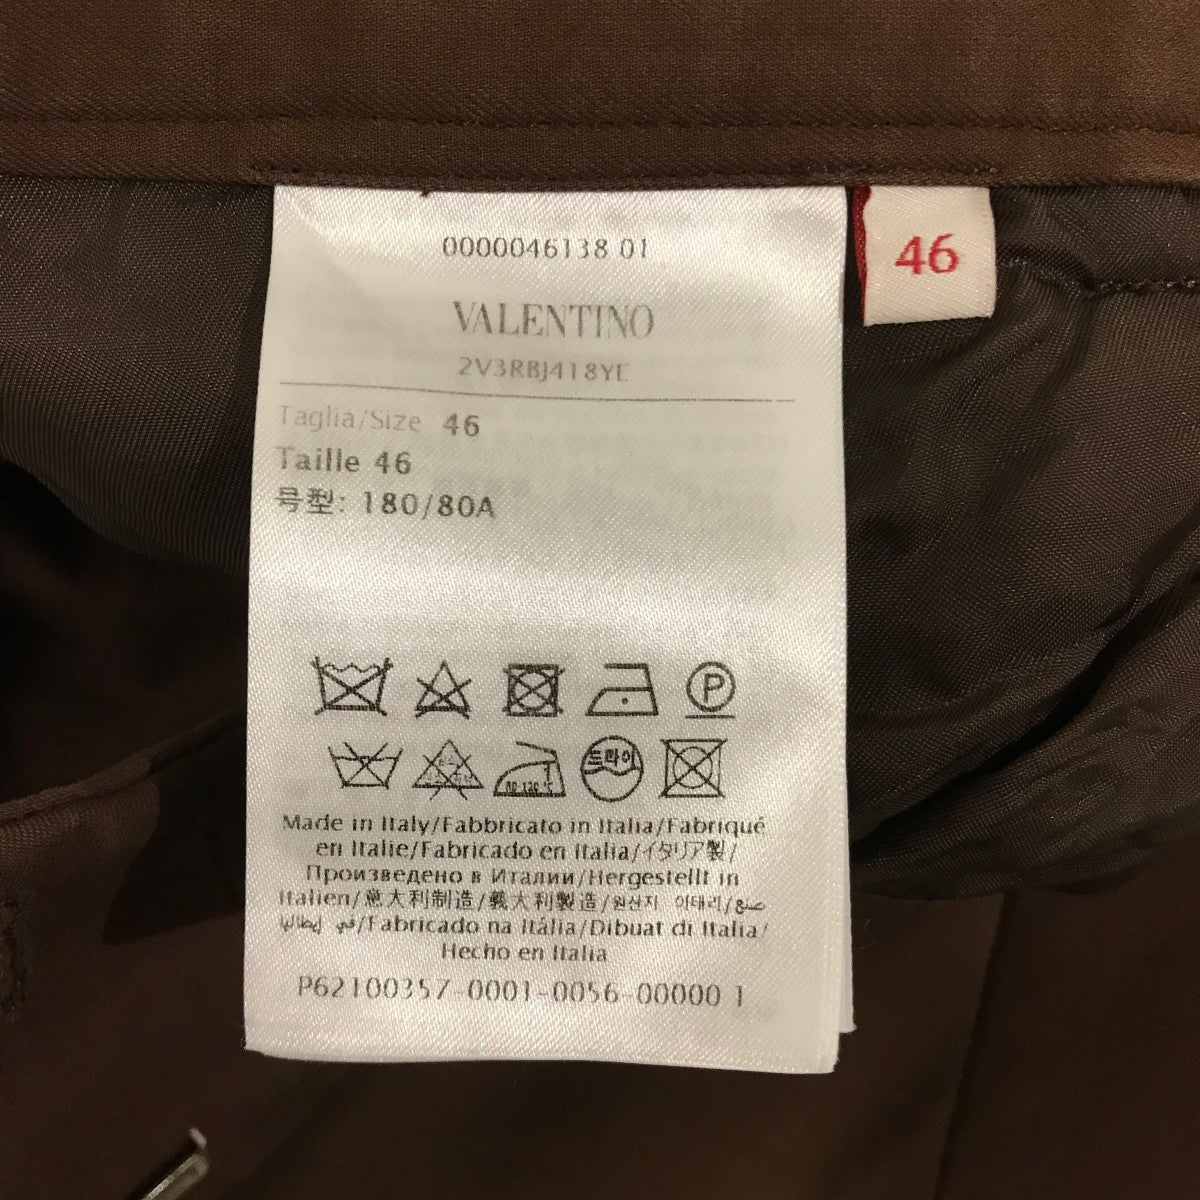 0000046138 01
46
VALENTINO
2V3RBJ418YE
Taglia/Size 46
Taille 46
号型: 180/80A
P
드라이
Made in Italy/Fabbricato in Italia/Fabriqué
en Italie/Fabricado en Italia/イタリア製/
Произведено в Италии/Hergestellt in
Italien/意大利制造/義大利製造/원산지 이태리/صنع
في إيطاليا/Fabricado na Itália/Dibuat di Italia/
Hecho en Italia
P62100357-0001-0056-00000 1